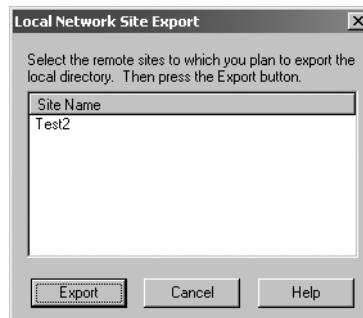 Local Network Site Export
Select the remote sites to which you plan to export the
local directory.  Then press the Export button.
Site Name
Test2
Export Cancel Help